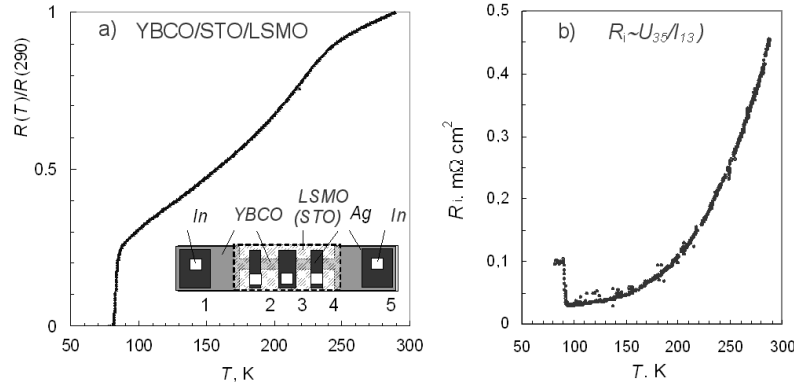 a) YBCO/STO/LSMO
R(T)/R(290)
1
0.5
0
In
YBCO
LSMO
(STO)
Ag
In
1 2 3 4 5
50 100 150 200 250 300
T, K
b) Ri~U35/I13)
Ri. mΩ cm2
0.5
0.4
0.3
0.2
0.1
0
50 100 150 200 250 300
T. K